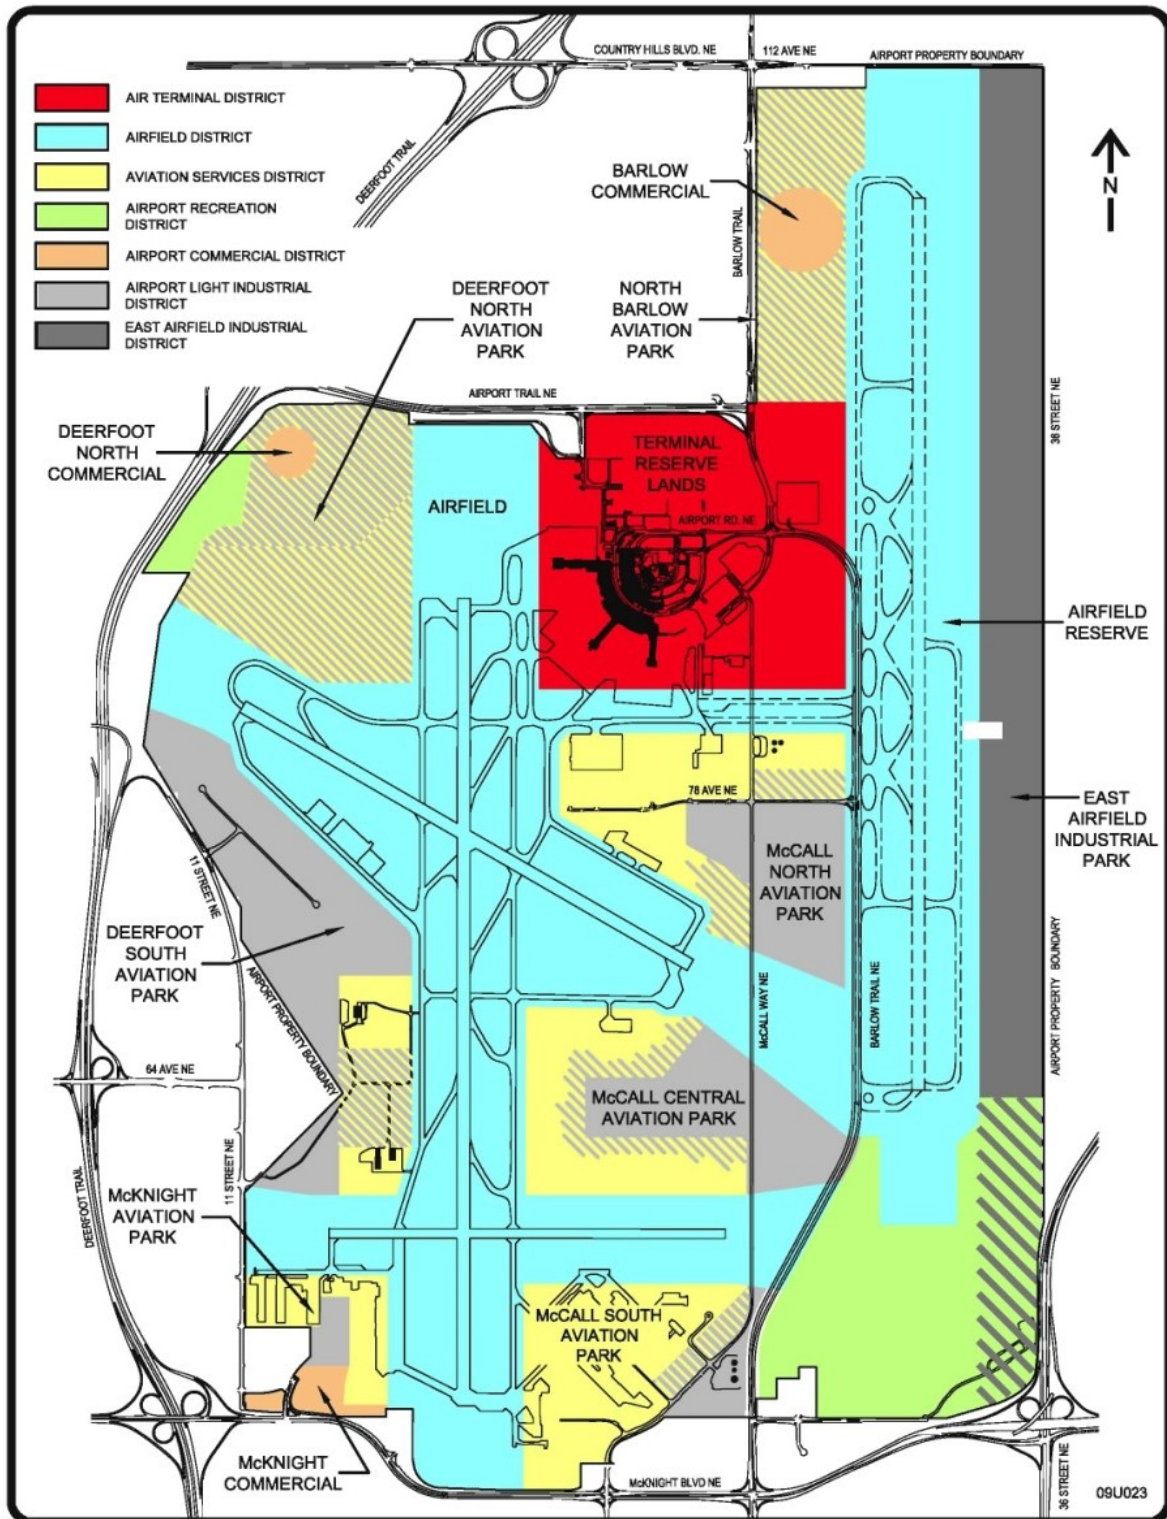 COUNTRY HILLS BLVD. NE
112 AVE NE
AIRPORT PROPERTY BOUNDARY
AIR TERMINAL DISTRICT
AIRFIELD DISTRICT
AVIATION SERVICES DISTRICT
AIRPORT RECREATION
DISTRICT
AIRPORT COMMERCIAL DISTRICT
AIRPORT LIGHT INDUSTRIAL
DISTRICT
EAST AIRFIELD INDUSTRIAL
DISTRICT
DEERFOOT TRAIL
BARLOW
COMMERCIAL
N
BARLOW TRAIL
DEERFOOT
NORTH
AVIATION
PARK
NORTH
BARLOW
AVIATION
PARK
AIRPORT TRAIL NE
36 STREET NE
DEERFOOT
NORTH
COMMERCIAL
TERMINAL
RESERVE
LANDS
AIRFIELD
AIRPORT RD. NE
AIRFIELD
RESERVE
78 AVE NE
EAST
AIRFIELD
INDUSTRIAL
PARK
McCALL
NORTH
AVIATION
PARK
11 STREET NE
DEERFOOT
SOUTH
AVIATION
PARK
AIRPORT PROPERTY BOUNDARY
McCALL WAY NE
BARLOW TRAIL NE
AIRPORT PROPERTY BOUNDARY
64 AVE NE
McCALL CENTRAL
AVIATION PARK
11 STREET NE
DEERFOOT TRAIL
McKNIGHT
AVIATION
PARK
McCALL SOUTH
AVIATION
PARK
McKNIGHT
COMMERCIAL
McKNIGHT BLVD NE
36 STREET NE
09U023